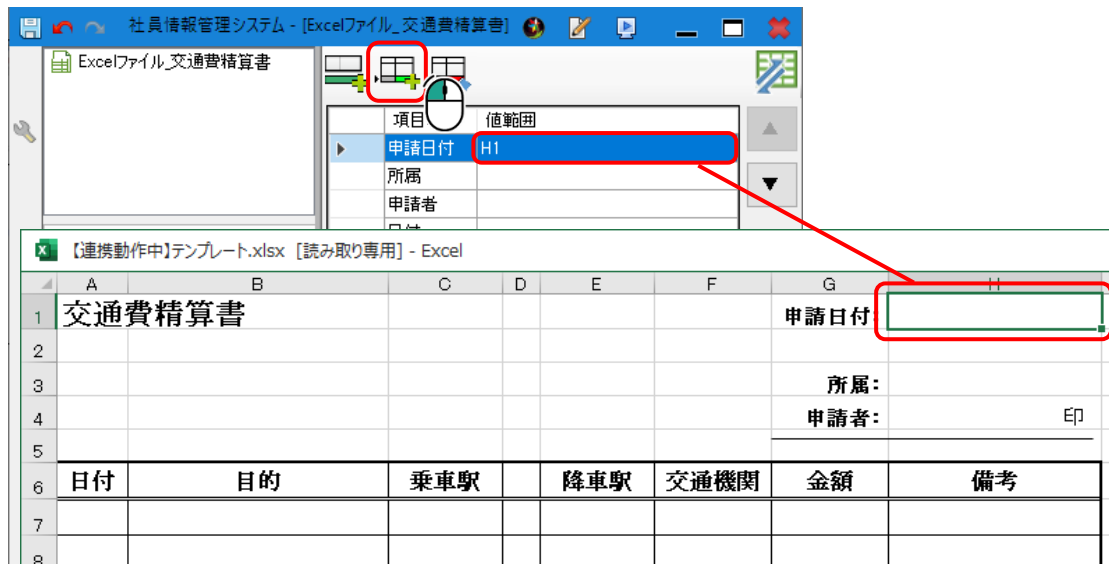 社員情報管理システム - [Excelファイル_交通費精算書]
Excelファイル_交通費精算書
項目 値範囲
申請日付 H1
所属
申請者
【連携動作中】テンプレート.xlsx [読み取り専用] - Excel
A B C D E F G H
1 交通費精算書 申請日付:
2
3 所属:
4 申請者: 印
5
6 日付 目的 乗車駅 降車駅 交通機関 金額 備考
7
8